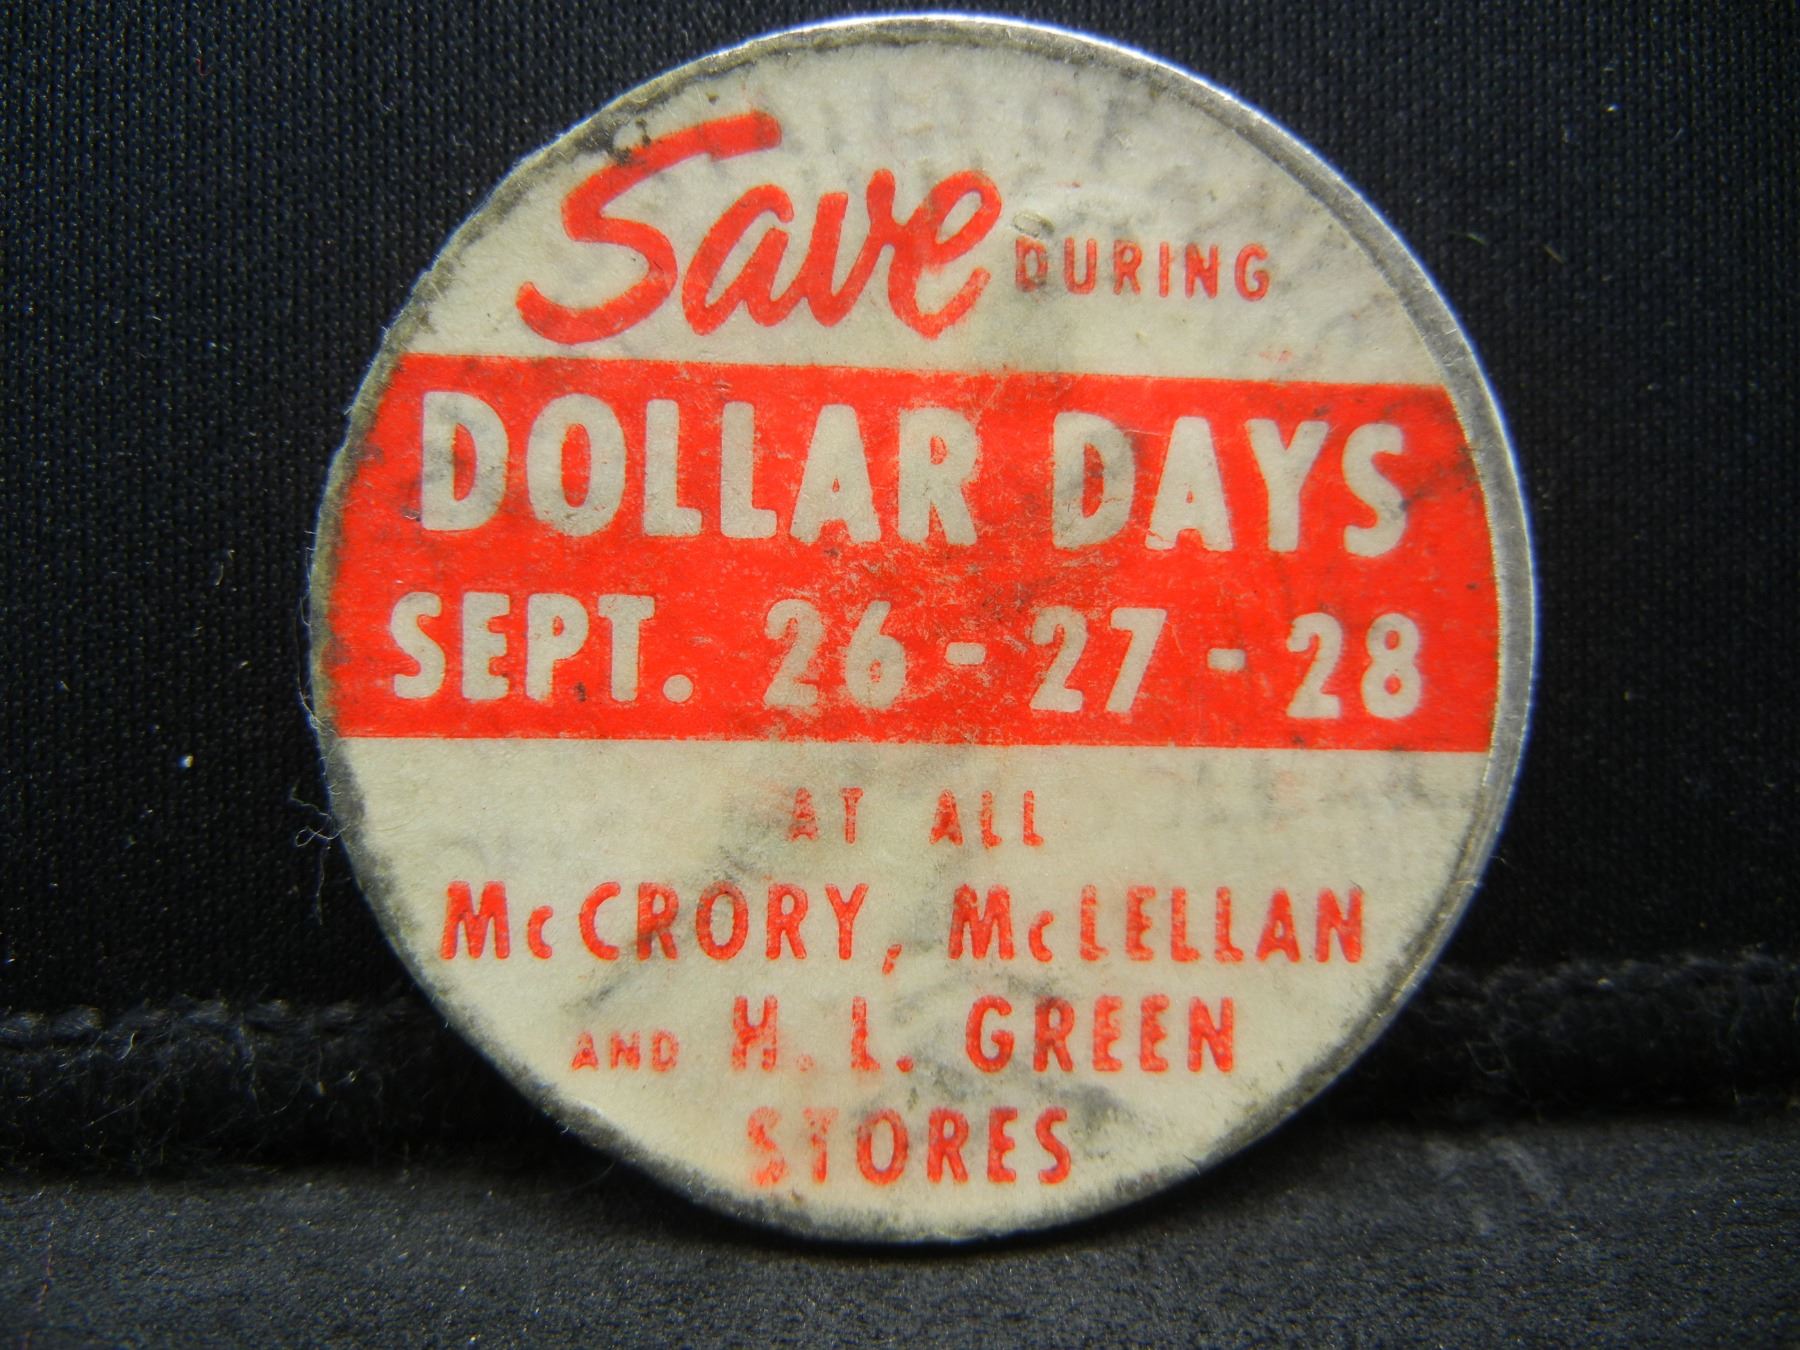 Save DURING
DOLLAR DAYS
SEPT. 26 - 27 - 28
AT ALL
McCRORY, McLELLAN
AND H. L. GREEN
STORES